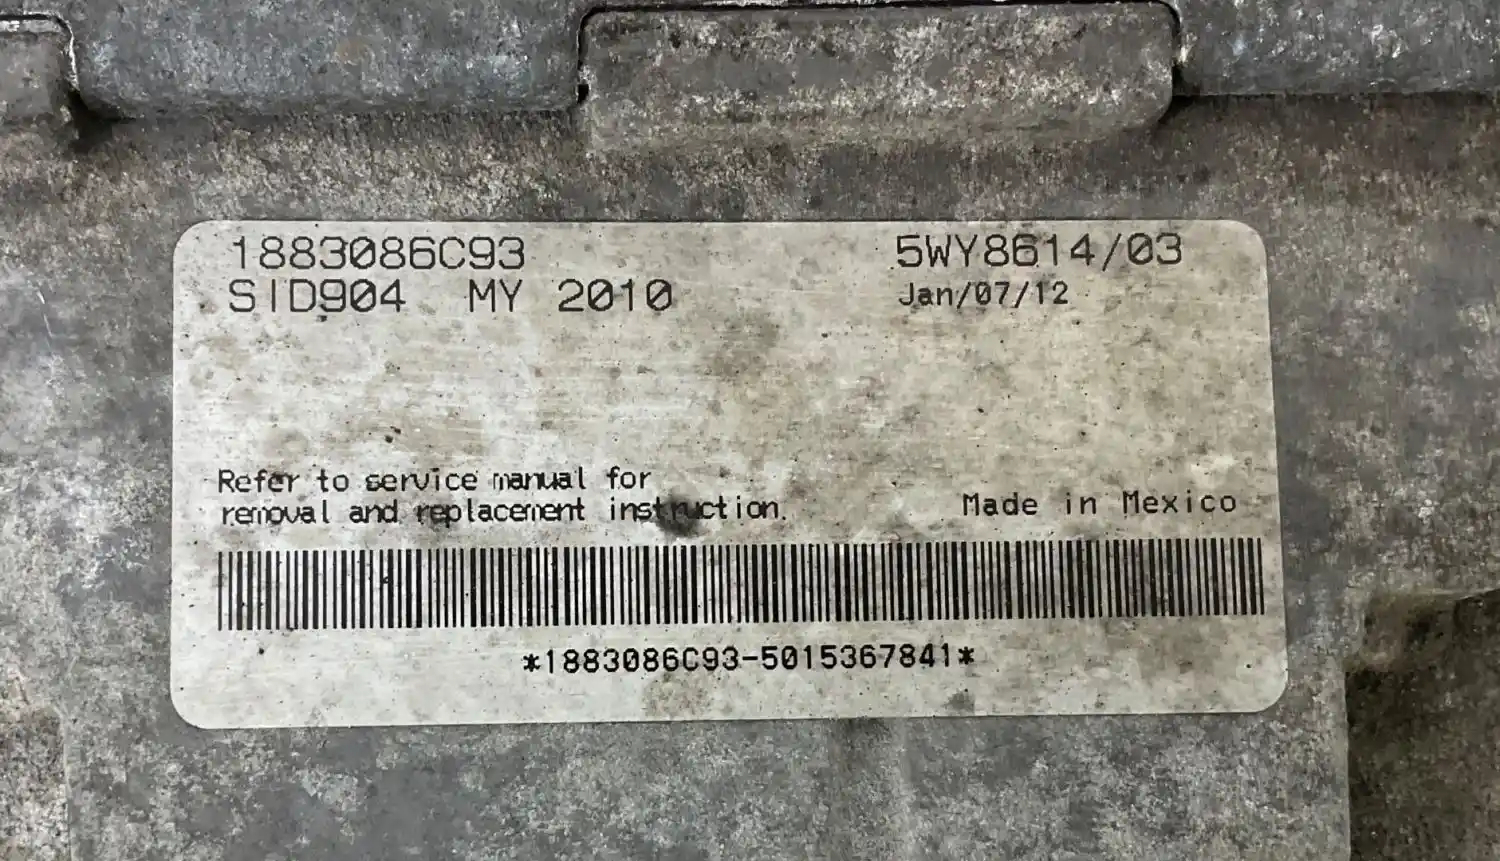 1883086C93 5WY8614/03
SID904 MY 2010 Jan/07/12
Refer to service manual for
removal and replacement instruction. Made in Mexico
*1883086C93-5015367841*